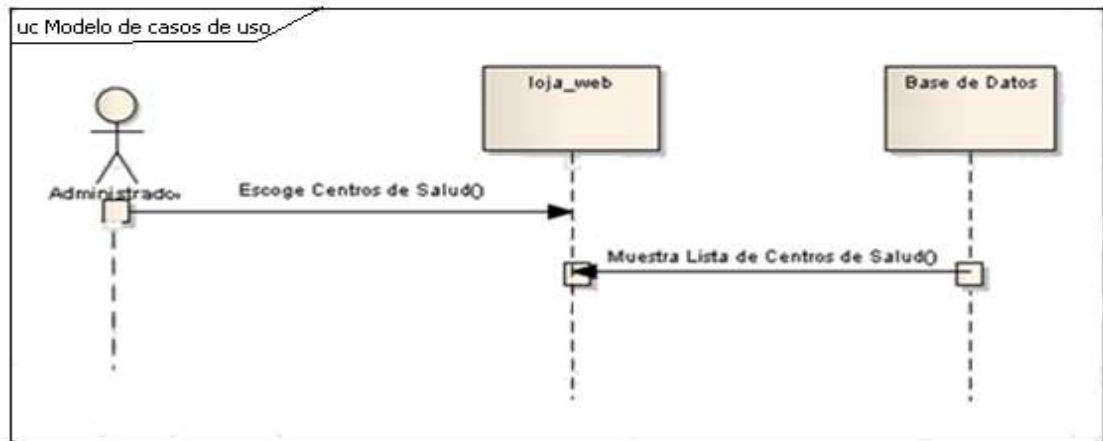 uc Modelo de casos de uso
loja_web
Base de Datos
Administrado
Escoge Centros de Salud()
Muestra Lista de Centros de Salud()